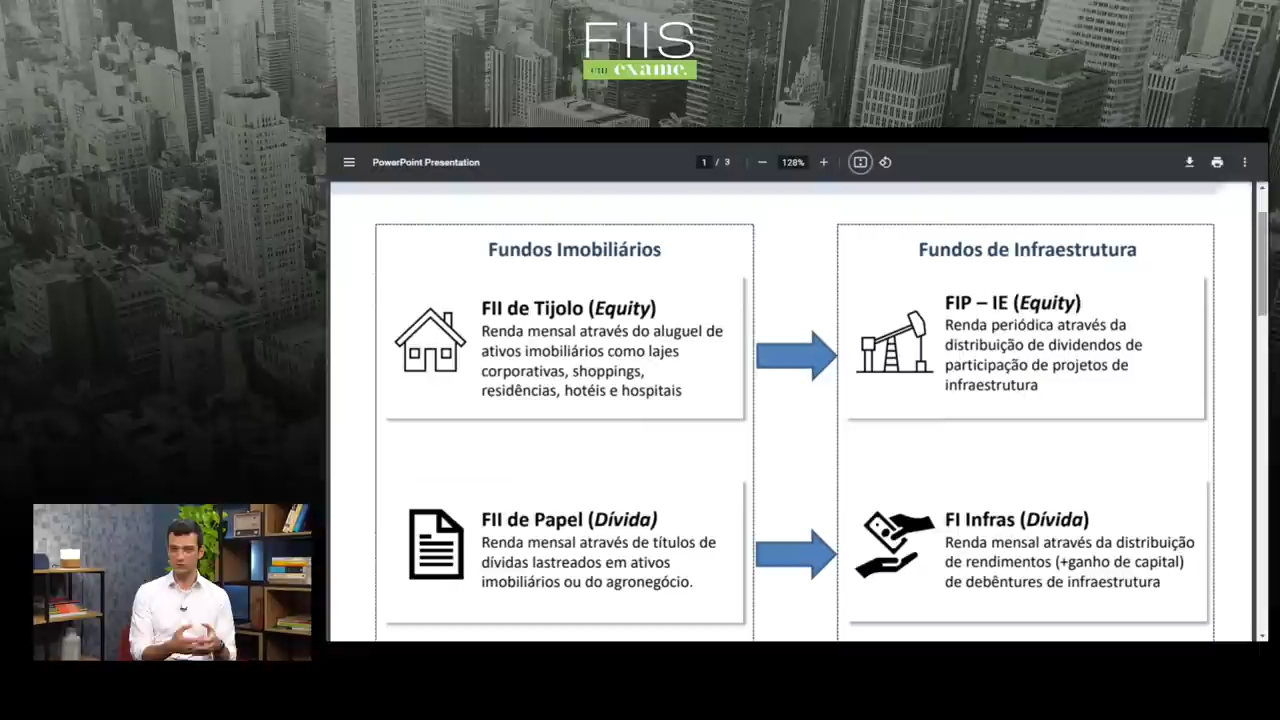 FIIS
em exame.
PowerPoint Presentation
1 / 3
128%
Fundos Imobiliários
FII de Tijolo (Equity)
Renda mensal através do aluguel de
ativos imobiliários como lajes
corporativas, shoppings,
residências, hotéis e hospitais
FII de Papel (Dívida)
Renda mensal através de títulos de
dívidas lastreados em ativos
imobiliários ou do agronegócio.
Fundos de Infraestrutura
FIP – IE (Equity)
Renda periódica através da
distribuição de dividendos de
participação de projetos de
infraestrutura
FI Infras (Dívida)
Renda mensal através da distribuição
de rendimentos (+ganho de capital)
de debêntures de infraestrutura